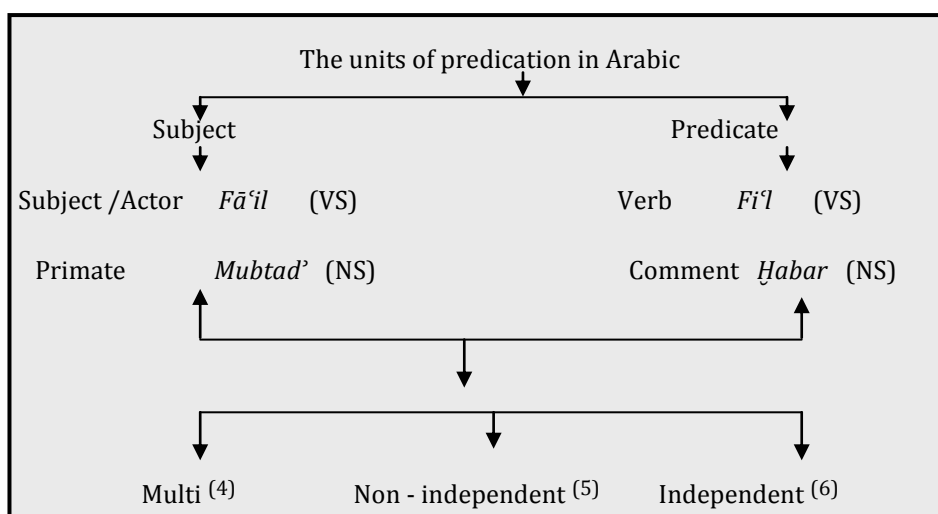 The units of predication in Arabic
Subject Predicate
Subject /Actor Fāʿil (VS) Verb Fiʿl (VS)
Primate Mubtadʾ (NS) Comment Ḫabar (NS)
Multi (4) Non - independent (5) Independent (6)